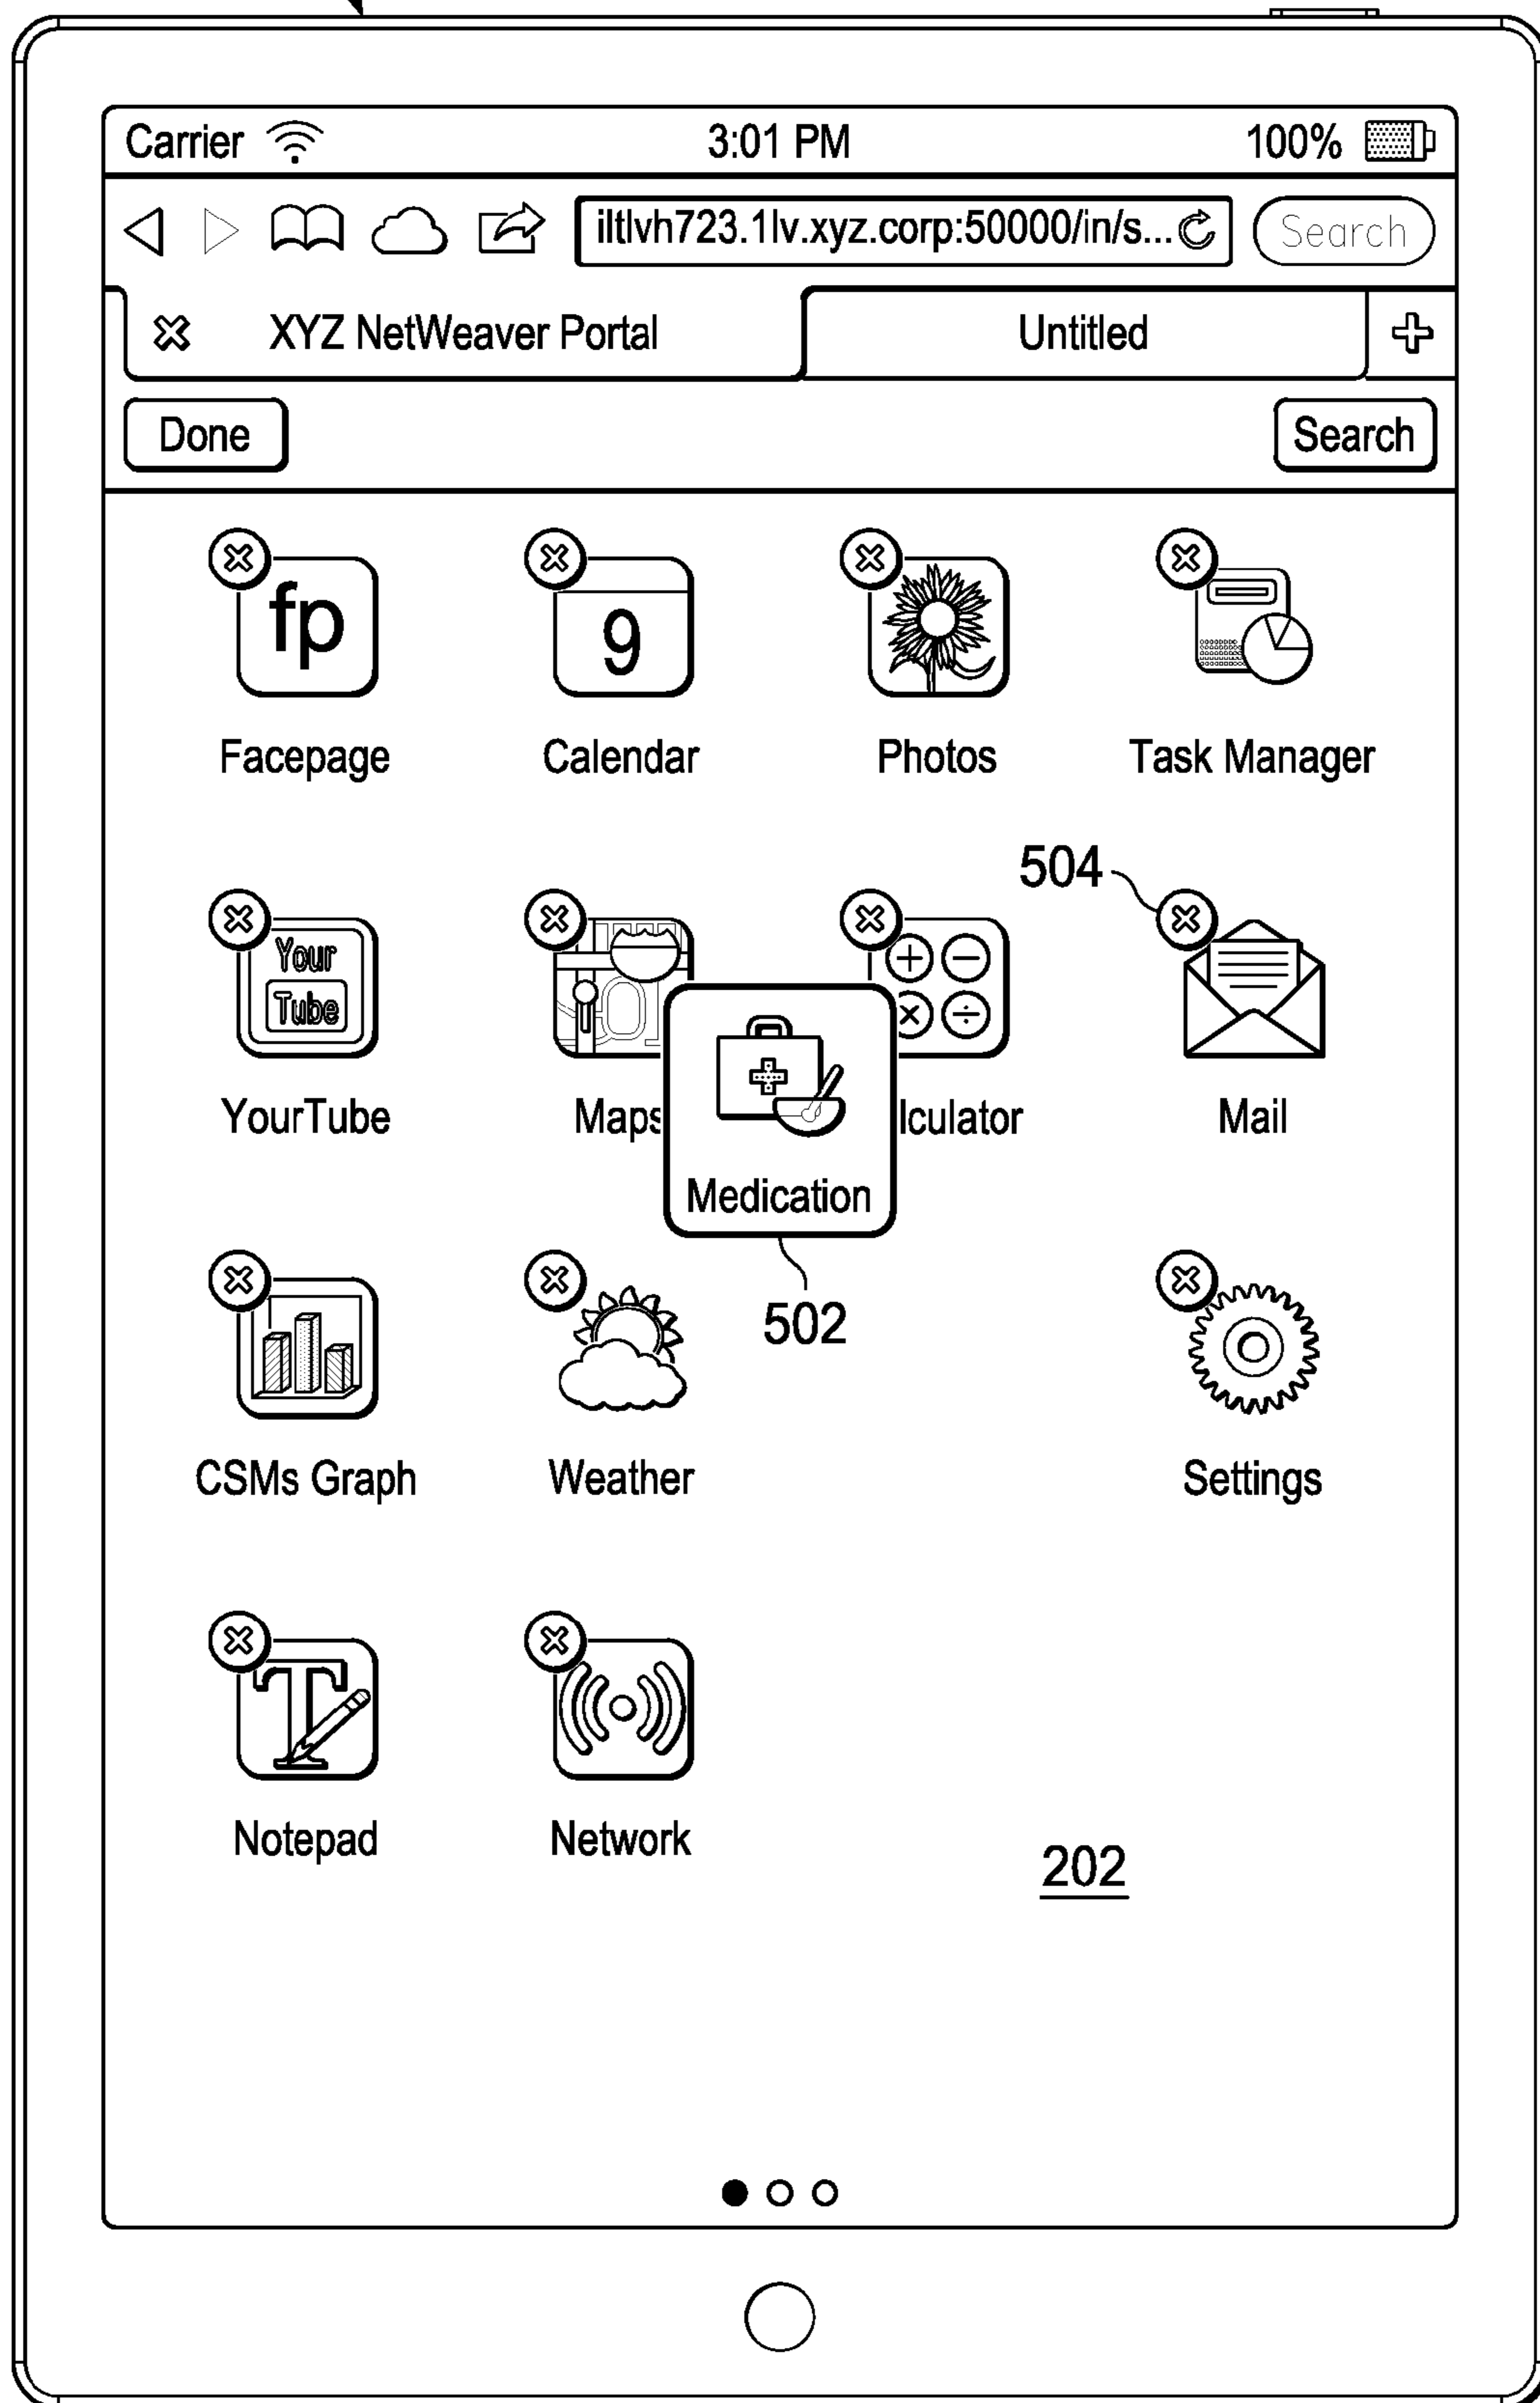 Carrier 3:01 PM 100%
iltlvh723.1lv.xyz.corp:50000/in/s... Search
XYZ NetWeaver Portal Untitled
Done Search
fp 9
Facepage Calendar Photos Task Manager
504
Your
Tube
YourTube Maps lculator Mail
Medication
502
CSMs Graph Weather Settings
T
Notepad Network
202